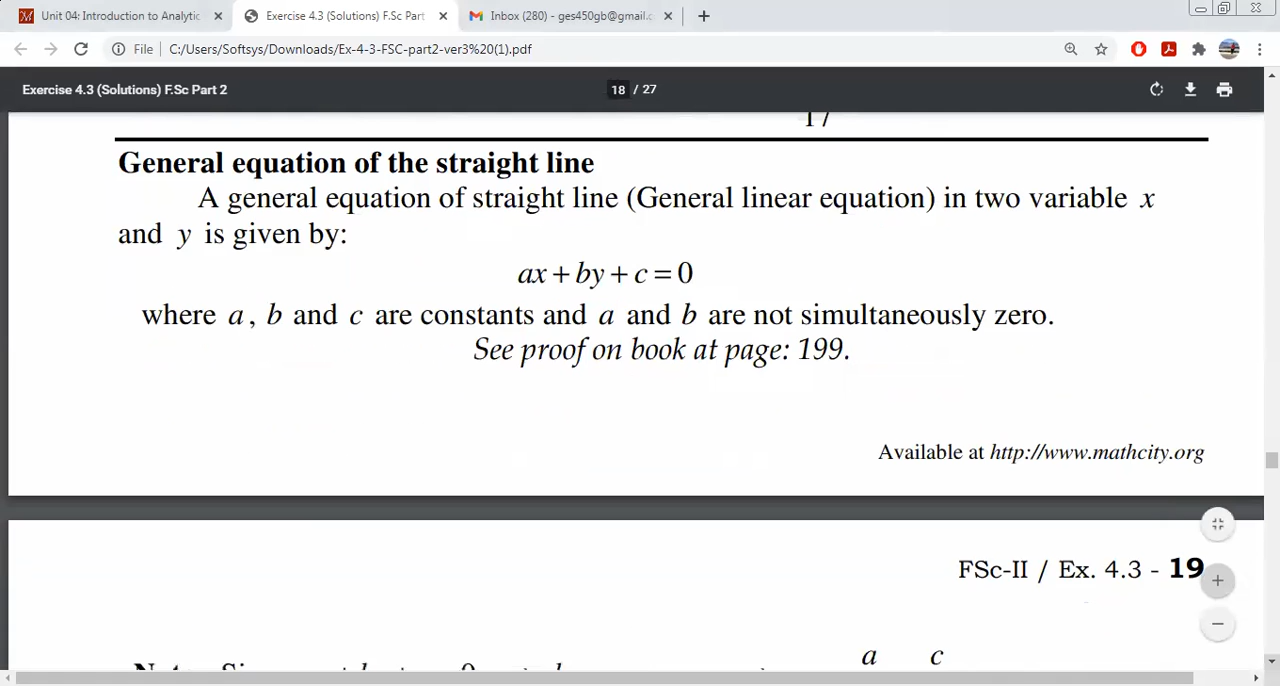 Unit 04: Introduction to Analytic
Exercise 4.3 (Solutions) F.Sc Part
Inbox (280) - ges450gb@gmail.c
File
C:/Users/Softsys/Downloads/Ex-4-3-FSC-part2-ver3%20(1).pdf
Exercise 4.3 (Solutions) F.Sc Part 2
18 / 27
17
General equation of the straight line
A general equation of straight line (General linear equation) in two variable x
and y is given by:
ax + by + c = 0
where a, b and c are constants and a and b are not simultaneously zero.
See proof on book at page: 199.
Available at http://www.mathcity.org
FSc-II / Ex. 4.3 - 19
a c